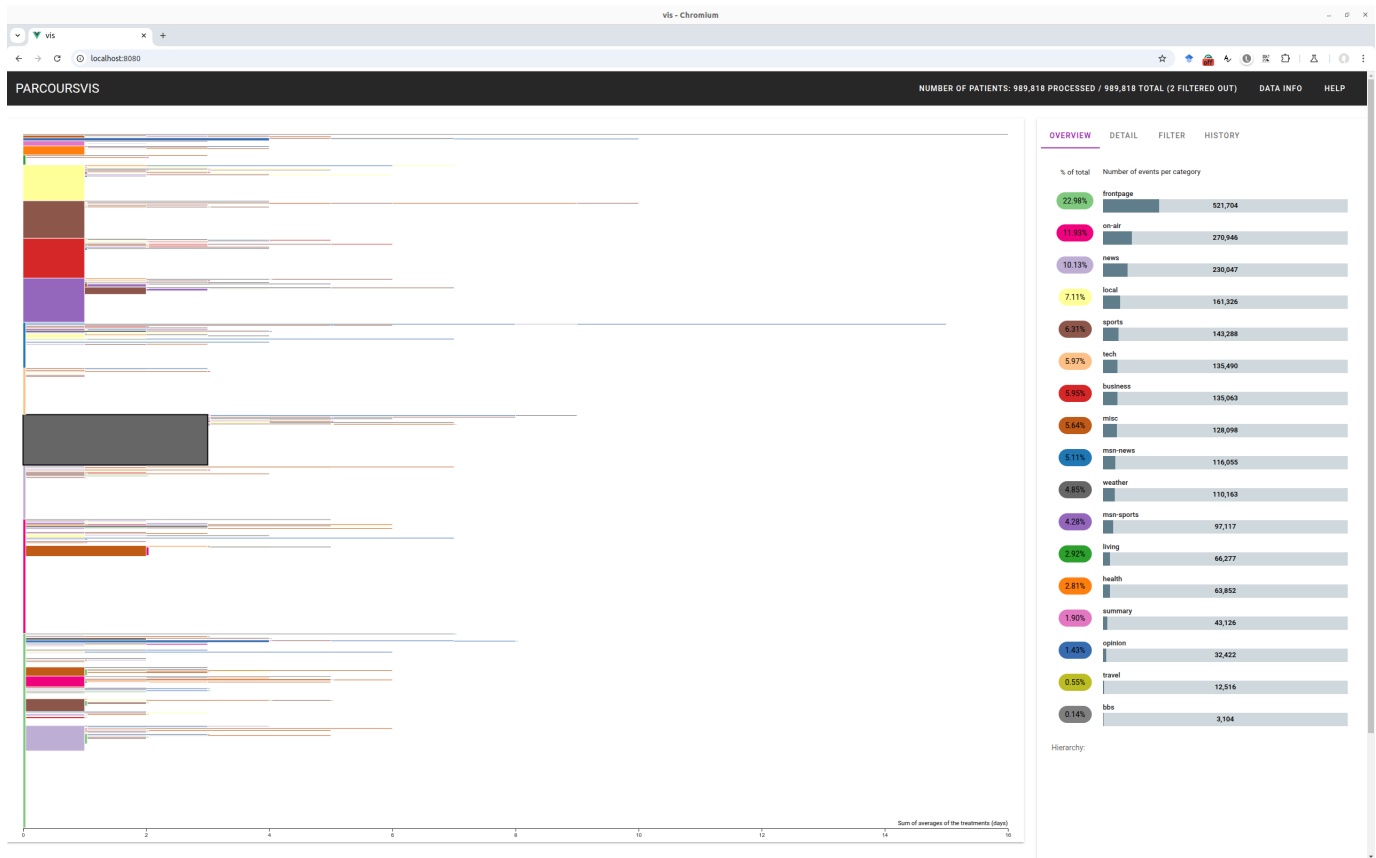 vis - Chromium
vis
localhost:8080
off
PARCOURSVIS
NUMBER OF PATIENTS: 989,818 PROCESSED / 989,818 TOTAL (2 FILTERED OUT) DATA INFO HELP
OVERVIEW DETAIL FILTER HISTORY
% of total Number of events per category
frontpage
22.98% 521,704
on-air
11.93% 270,946
news
10.13% 230,047
local
7.11% 161,326
sports
6.31% 143,288
tech
5.97% 135,490
business
5.95% 135,063
misc
5.64% 128,098
msn-news
5.11% 116,055
weather
4.85% 110,163
msn-sports
4.28% 97,117
living
2.92% 66,277
health
2.81% 63,852
summary
1.90% 43,126
opinion
1.43% 32,422
travel
0.55% 12,516
bbs
0.14% 3,104
Hierarchy:
Sum of averages of the treatments (days)
0 2 4 6 8 10 12 14 16